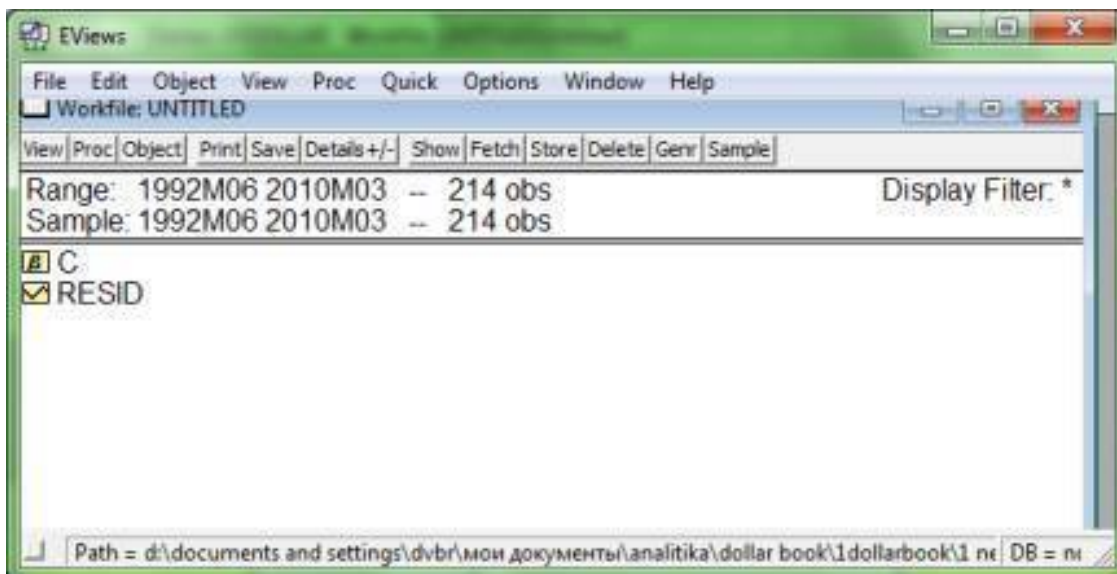 EViews
File Edit Object View Proc Quick Options Window Help
Workfile: UNTITLED
View Proc Object Print Save Details+/- Show Fetch Store Delete Genr Sample
Range: 1992M06 2010M03 -- 214 obs Display Filter: *
Sample: 1992M06 2010M03 -- 214 obs
β C
RESID
Path = d:\documents and settings\dvbr\мои документы\analitika\dollar book\1dollarbook\1 ne DB =